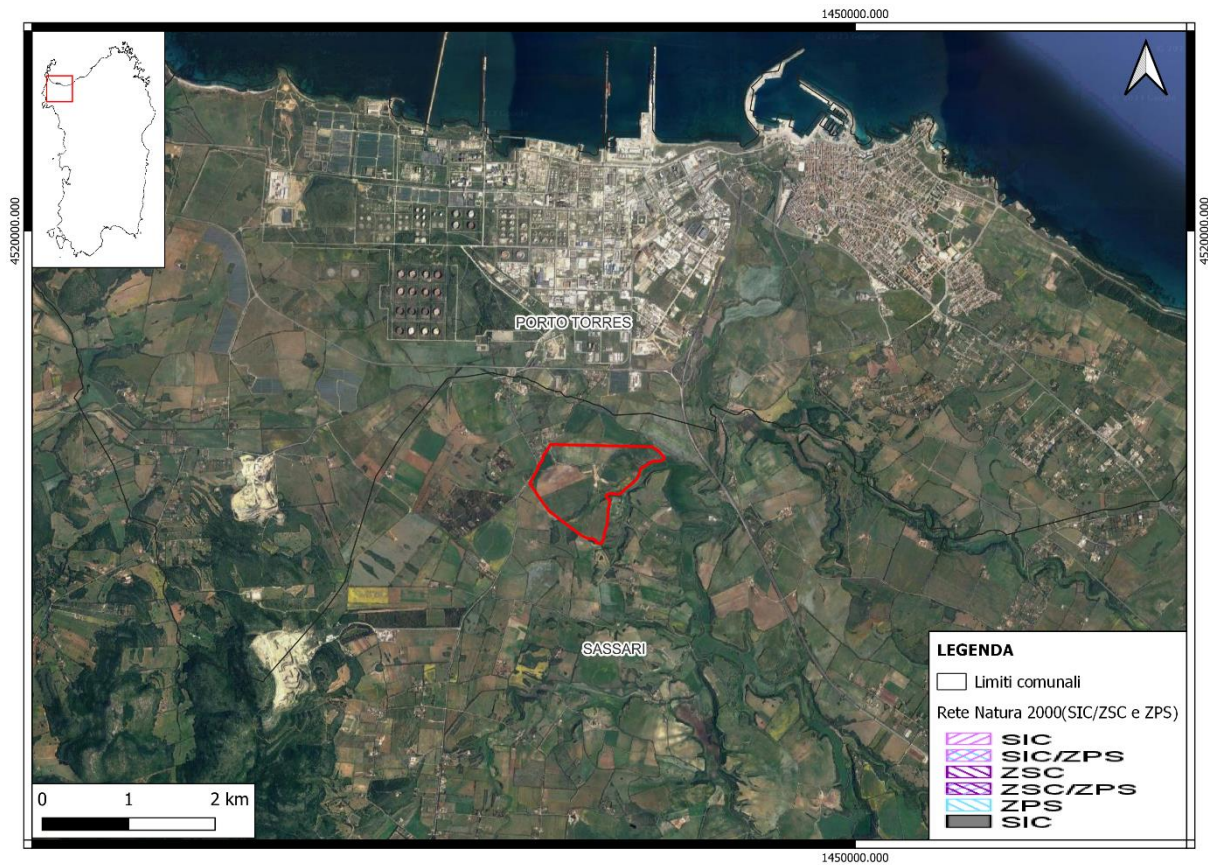 1450000.000
4520000.000
4520000.000
PORTO TORRES
SASSARI
LEGENDA
Limiti comunali
Rete Natura 2000(SIC/ZSC e ZPS)
SIC
SIC/ZPS
ZSC
ZSC/ZPS
ZPS
SIC
0 1 2 km
1450000.000